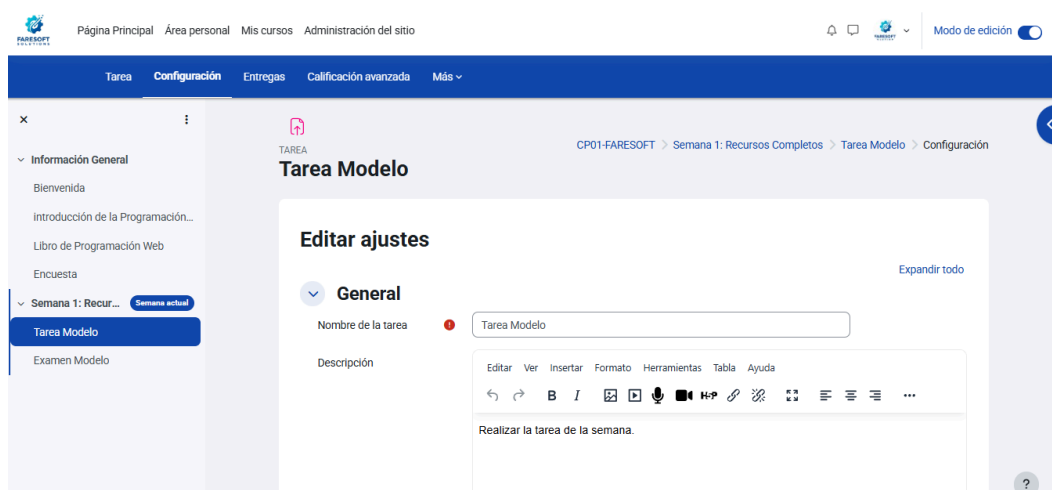 FARESOFT
SOLUTIONS
Página Principal Área personal Mis cursos Administración del sitio
Modo de edición
Tarea Configuración Entregas Calificación avanzada Más
Información General
Bienvenida
introducción de la Programación...
Libro de Programación Web
Encuesta
Semana 1: Recur... Semana actual
Tarea Modelo
Examen Modelo
TAREA
Tarea Modelo
CP01-FARESOFT > Semana 1: Recursos Completos > Tarea Modelo > Configuración
Editar ajustes
Expandir todo
General
Nombre de la tarea
Tarea Modelo
Descripción
Editar Ver Insertar Formato Herramientas Tabla Ayuda
B I H-P
Realizar la tarea de la semana.
?